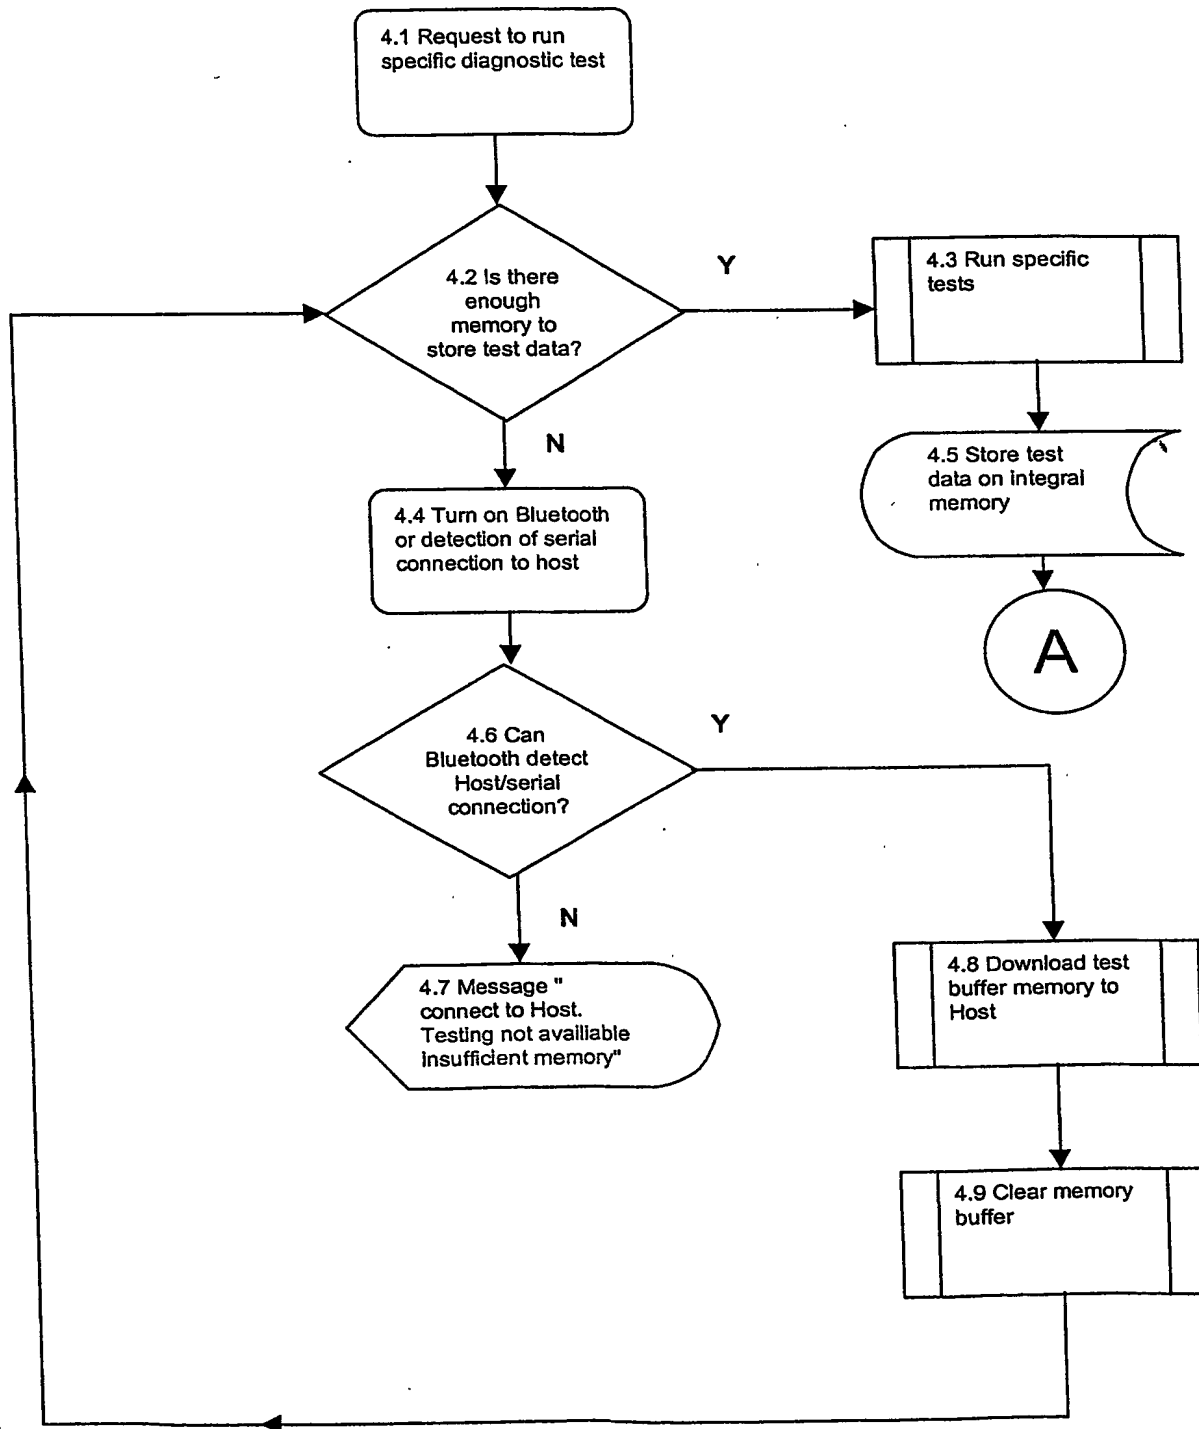 4.1 Request to run
specific diagnostic test
4.2 Is there
enough
memory to
store test data?
Y
4.3 Run specific
tests
N
4.5 Store test
data on integral
memory
4.4 Turn on Bluetooth
or detection of serial
connection to host
A
4.6 Can
Bluetooth detect
Host/serial
connection?
Y
N
4.7 Message "
connect to Host.
Testing not availiable
insufficient memory"
4.8 Download test
buffer memory to
Host
4.9 Clear memory
buffer